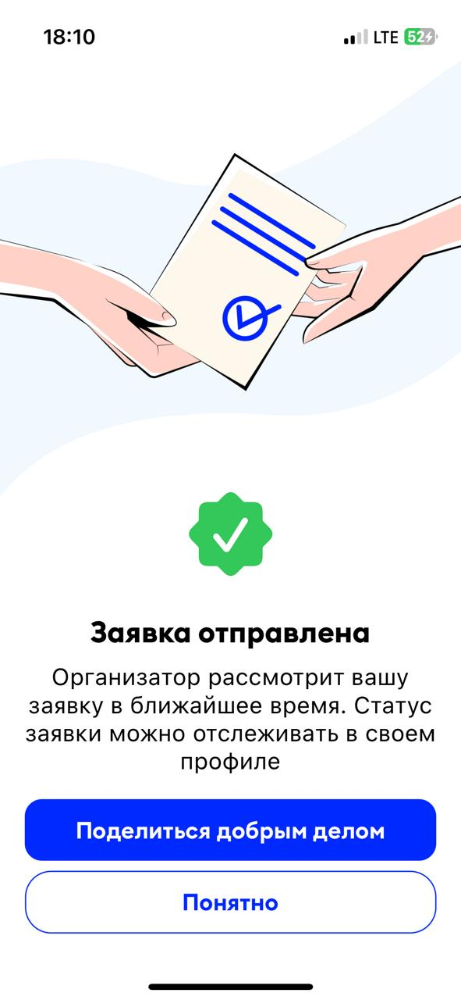 18:10 LTE 52
Заявка отправлена
Организатор рассмотрит вашу
заявку в ближайшее время. Статус
заявки можно отслеживать в своем
профиле
Поделиться добрым делом
Понятно